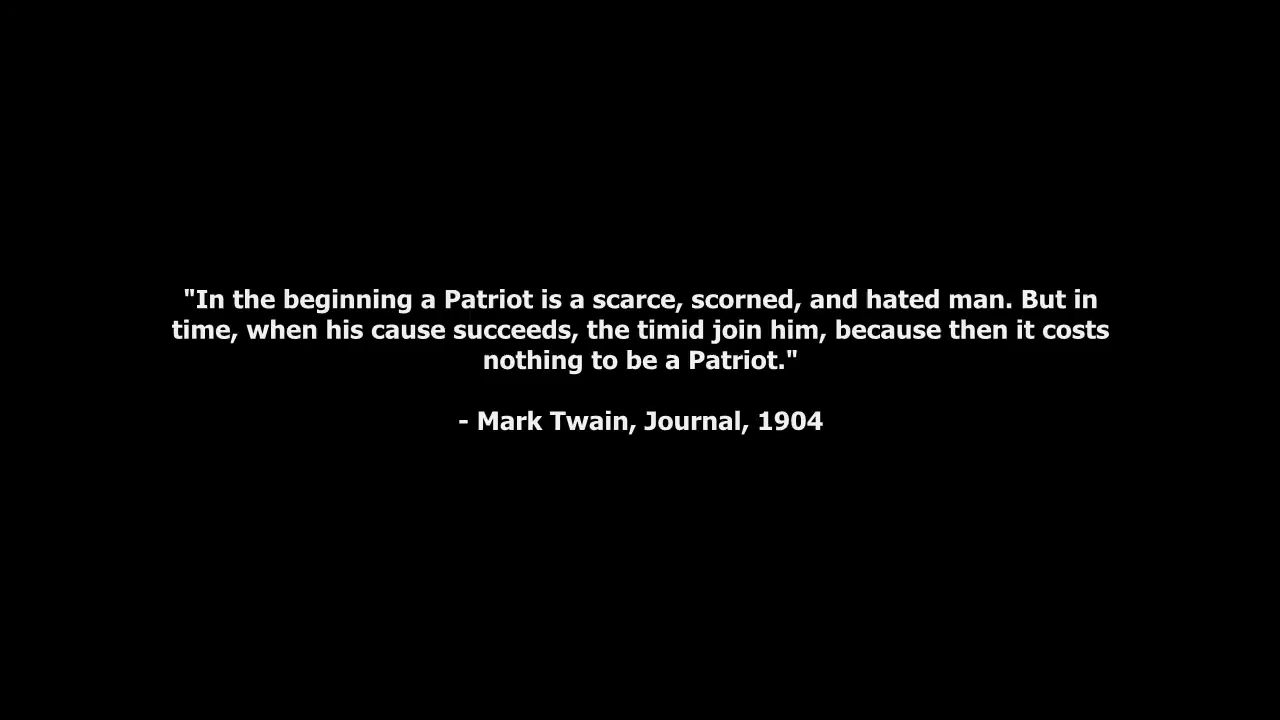 "In the beginning a Patriot is a scarce, scorned, and hated man. But in
time, when his cause succeeds, the timid join him, because then it costs
nothing to be a Patriot."
- Mark Twain, Journal, 1904